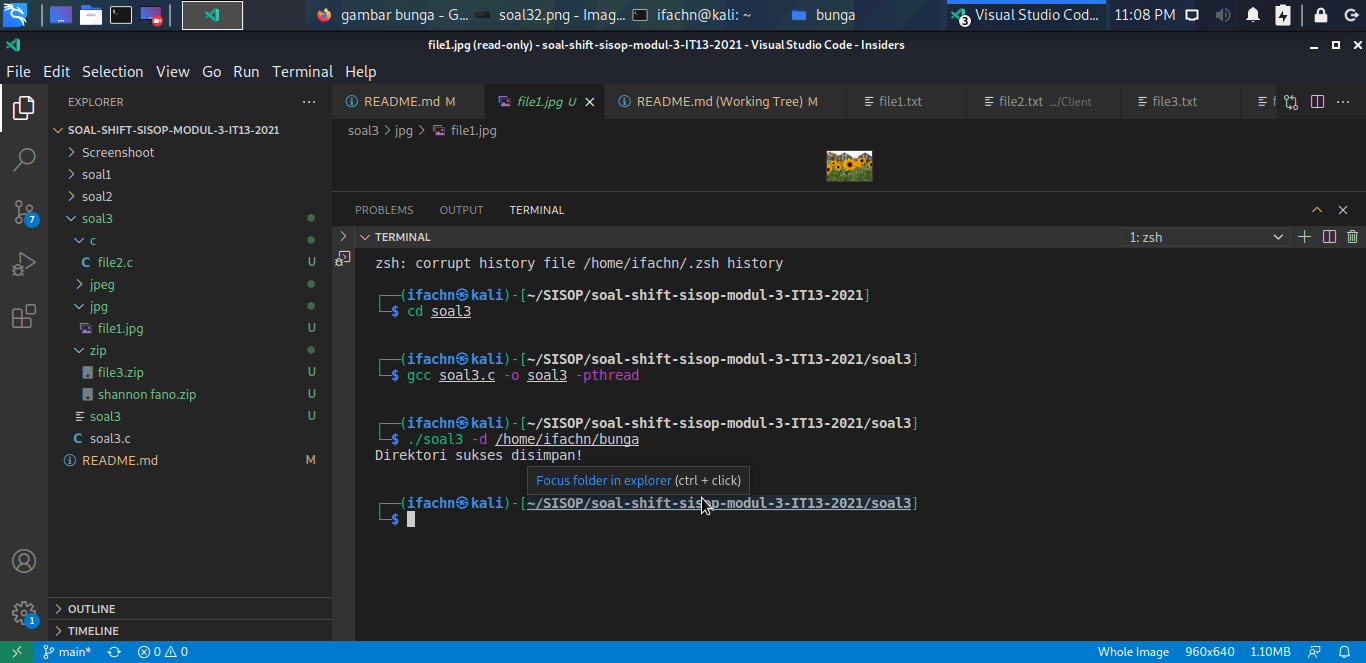 gambar bunga - G...
soal32.png - Imag...
ifachn@kali: ~
bunga
3
Visual Studio Cod...
11:08 PM
file1.jpg (read-only) - soal-shift-sisop-modul-3-IT13-2021 - Visual Studio Code - Insiders
File Edit Selection View Go Run Terminal Help
EXPLORER
README.md M
file1.jpg U
README.md (Working Tree) M
file1.txt
file2.txt .../Client
file3.txt
f
soal3 > jpg > file1.jpg
SOAL-SHIFT-SISOP-MODUL-3-IT13-2021
Screenshoot
soal1
soal2
soal3
c
C file2.c U
jpeg
jpg
file1.jpg U
zip
file3.zip U
shannon fano.zip U
soal3 U
C soal3.c
README.md M
OUTLINE
TIMELINE
7
1
PROBLEMS OUTPUT TERMINAL
TERMINAL
1: zsh
zsh: corrupt history file /home/ifachn/.zsh history
(ifachn㉿kali)-[~/SISOP/soal-shift-sisop-modul-3-IT13-2021]
$ cd soal3
(ifachn㉿kali)-[~/SISOP/soal-shift-sisop-modul-3-IT13-2021/soal3]
$ gcc soal3.c -o soal3 -pthread
(ifachn㉿kali)-[~/SISOP/soal-shift-sisop-modul-3-IT13-2021/soal3]
$ ./soal3 -d /home/ifachn/bunga
Direktori sukses disimpan!
Focus folder in explorer (ctrl + click)
(ifachn㉿kali)-[~/SISOP/soal-shift-sisop-modul-3-IT13-2021/soal3]
$
main* 0 0
Whole Image 960x640 1.10MB